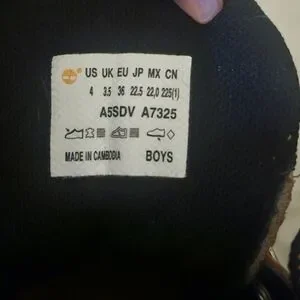 US UK EU JP MX CN
4 3.5 36 22.5 22.0 225(1)
A5SDV A7325
MADE IN CAMBODIA BOYS